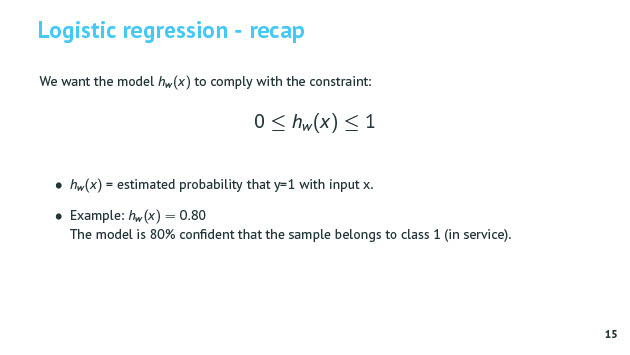 Logistic regression - recap
We want the model h_w(x) to comply with the constraint:
0 ≤ h_w(x) ≤ 1
• h_w(x) = estimated probability that y=1 with input x.
• Example: h_w(x) = 0.80
The model is 80% confident that the sample belongs to class 1 (in service).
15